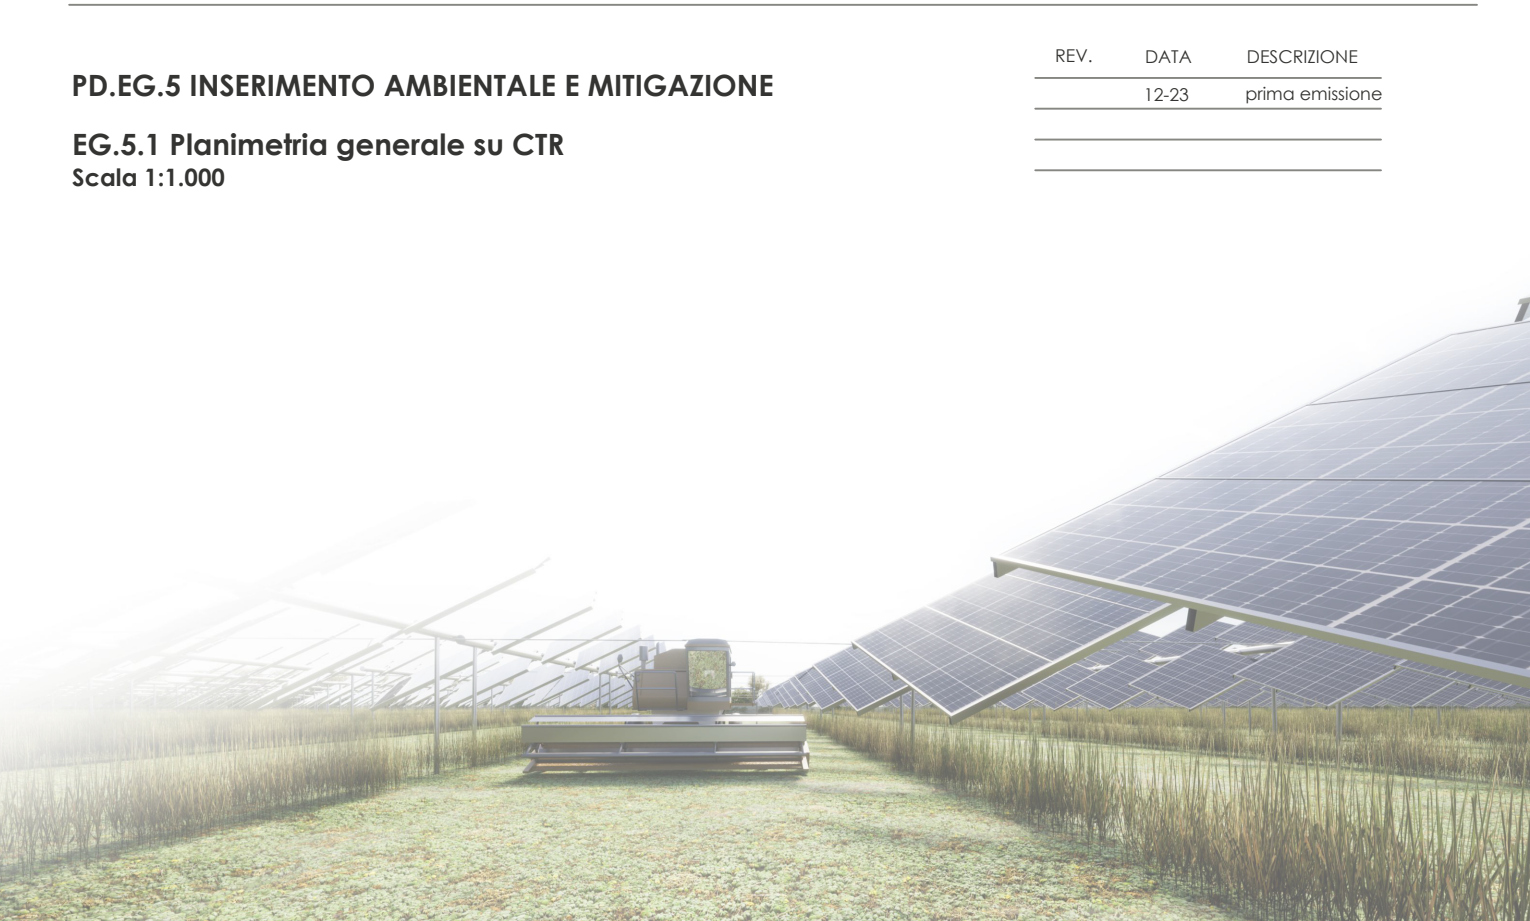 PD.EG.5 INSERIMENTO AMBIENTALE E MITIGAZIONE
EG.5.1 Planimetria generale su CTR
Scala 1:1.000
REV. DATA DESCRIZIONE
12-23 prima emissione